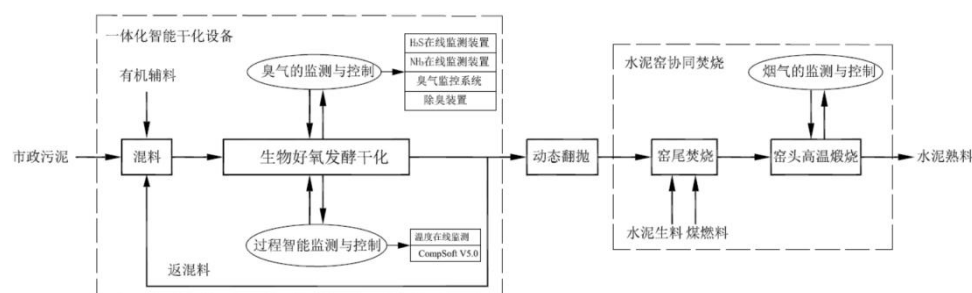 一体化智能干化设备
有机辅料
臭气的监测与控制
H₂S在线监测装置
NH₃在线监测装置
臭气监控系统
除臭装置
市政污泥
混料
生物好氧发酵干化
过程智能监测与控制
温度在线监测
CompSoft V5.0
返混料
动态翻抛
水泥窑协同焚烧
烟气的监测与控制
窑尾焚烧
窑头高温煅烧
水泥熟料
水泥生料 煤燃料